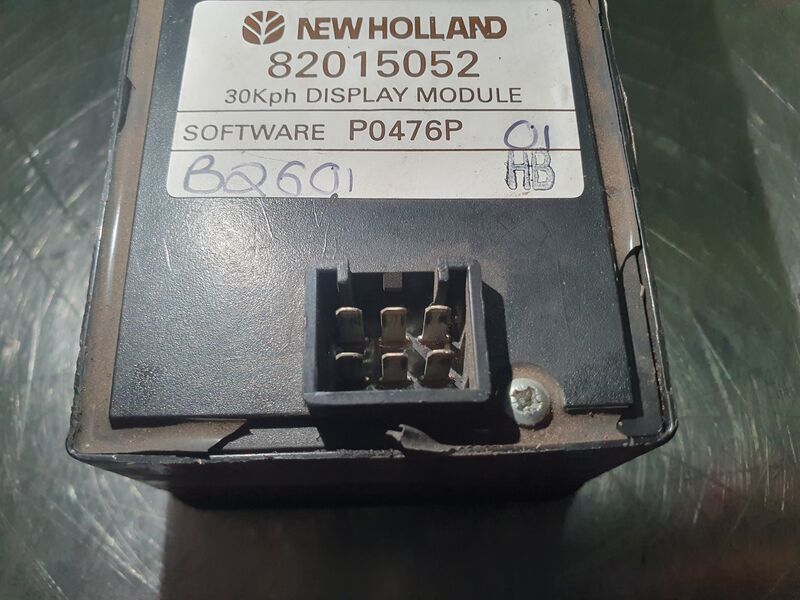 NEW HOLLAND
82015052
30Kph DISPLAY MODULE
SOFTWARE P0476P 01
B2601 HB